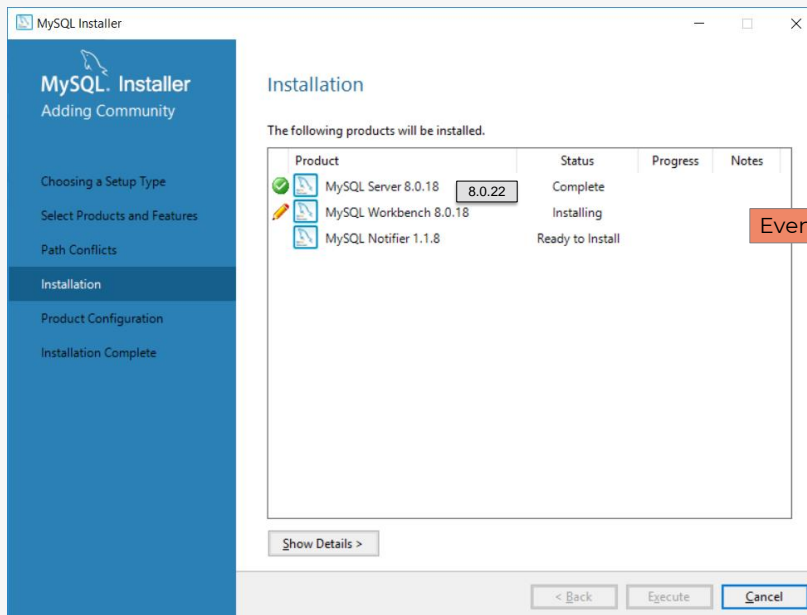 MySQL Installer
MySQL. Installer
Adding Community
Choosing a Setup Type
Select Products and Features
Path Conflicts
Installation
Product Configuration
Installation Complete
Installation
The following products will be installed.
Product Status Progress Notes
MySQL Server 8.0.18 8.0.22 Complete
MySQL Workbench 8.0.18 Installing
MySQL Notifier 1.1.8 Ready to Install
Show Details >
< Back Execute Cancel